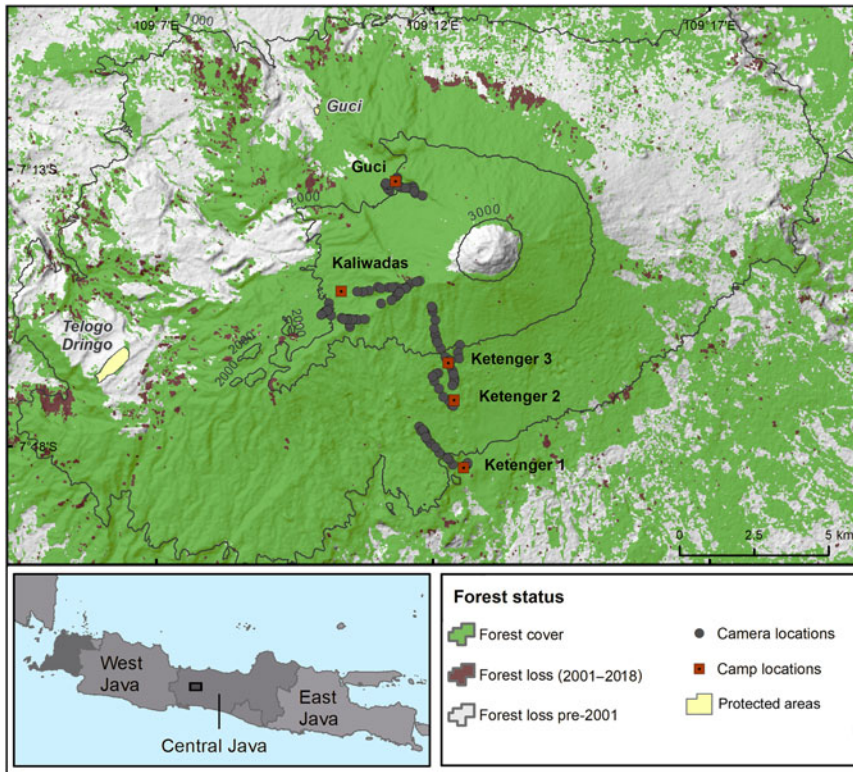 109°7'E
109°12'E
109°17'E
1000
Guci
7°13'S
Guci
2000
3000
Kaliwadas
Telogo
Dringo
2000
2000
2000
Ketenger 3
Ketenger 2
7°18'S
Ketenger 1
0 2.5 5 km
West
Java
East
Java
Central Java
Forest status
Forest cover
Forest loss (2001–2018)
Forest loss pre-2001
Camera locations
Camp locations
Protected areas